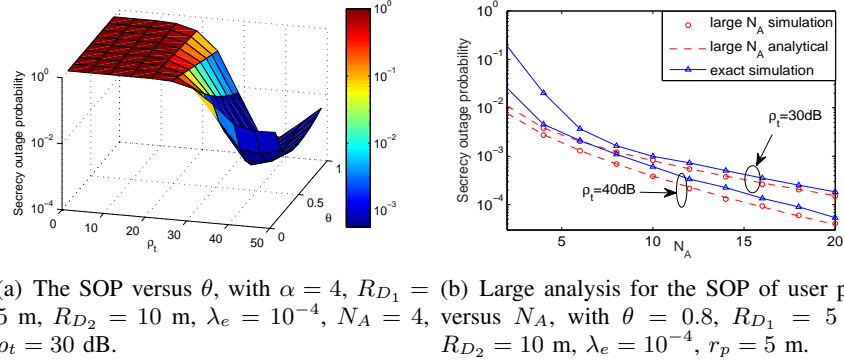 10^0
10^{-2}
10^{-4}
Secrecy outage probability
0 10 20 30 40 50
ρ_t
0 0.5 1
θ
10^0
10^{-1}
10^{-2}
10^{-3}
10^0
10^{-1}
10^{-2}
10^{-3}
10^{-4}
Secrecy outage probability
large N_A simulation
large N_A analytical
exact simulation
ρ_t=30dB
ρ_t=40dB
5 10 15 20
N_A
(a) The SOP versus θ, with α = 4, R_{D_1} =
5 m, R_{D_2} = 10 m, λ_e = 10^{-4}, N_A = 4,
ρ_t = 30 dB.
(b) Large analysis for the SOP of user p
versus N_A, with θ = 0.8, R_{D_1} = 5
R_{D_2} = 10 m, λ_e = 10^{-4}, r_p = 5 m.